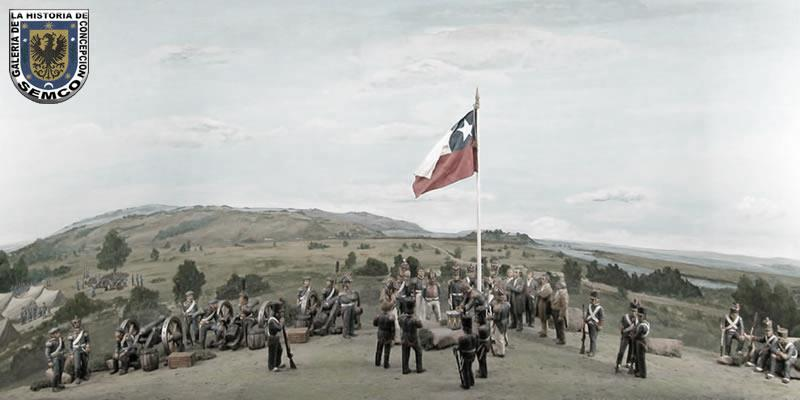 GALERIA DE LA HISTORIA DE CONCEPCION
SEMCO